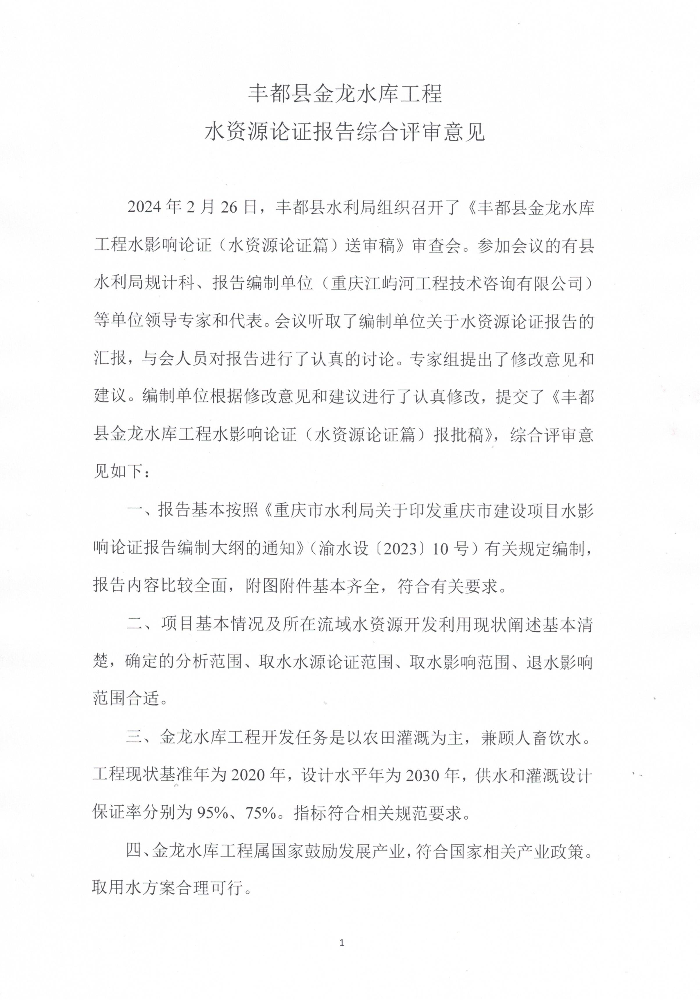 丰都县金龙水库工程
水资源论证报告综合评审意见
2024 年 2 月 26 日，丰都县水利局组织召开了《丰都县金龙水库
工程水影响论证（水资源论证篇）送审稿》审查会。参加会议的有县
水利局规计科、报告编制单位（重庆江屿河工程技术咨询有限公司）
等单位领导专家和代表。会议听取了编制单位关于水资源论证报告的
汇报，与会人员对报告进行了认真的讨论。专家组提出了修改意见和
建议。编制单位根据修改意见和建议进行了认真修改，提交了《丰都
县金龙水库工程水影响论证（水资源论证篇）报批稿》，综合评审意
见如下：
一、报告基本按照《重庆市水利局关于印发重庆市建设项目水影
响论证报告编制大纲的通知》（渝水设〔2023〕10 号）有关规定编制，
报告内容比较全面，附图附件基本齐全，符合有关要求。
二、项目基本情况及所在流域水资源开发利用现状阐述基本清
楚，确定的分析范围、取水水源论证范围、取水影响范围、退水影响
范围合适。
三、金龙水库工程开发任务是以农田灌溉为主，兼顾人畜饮水。
工程现状基准年为 2020 年，设计水平年为 2030 年，供水和灌溉设计
保证率分别为 95%、75%。指标符合相关规范要求。
四、金龙水库工程属国家鼓励发展产业，符合国家相关产业政策。
取用水方案合理可行。
1